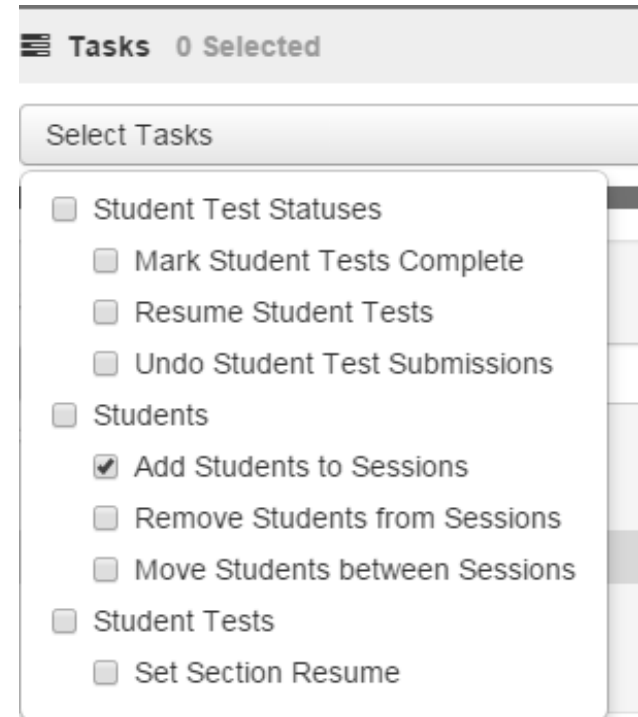 Tasks 0 Selected
Select Tasks
Student Test Statuses
Mark Student Tests Complete
Resume Student Tests
Undo Student Test Submissions
Students
Add Students to Sessions
Remove Students from Sessions
Move Students between Sessions
Student Tests
Set Section Resume